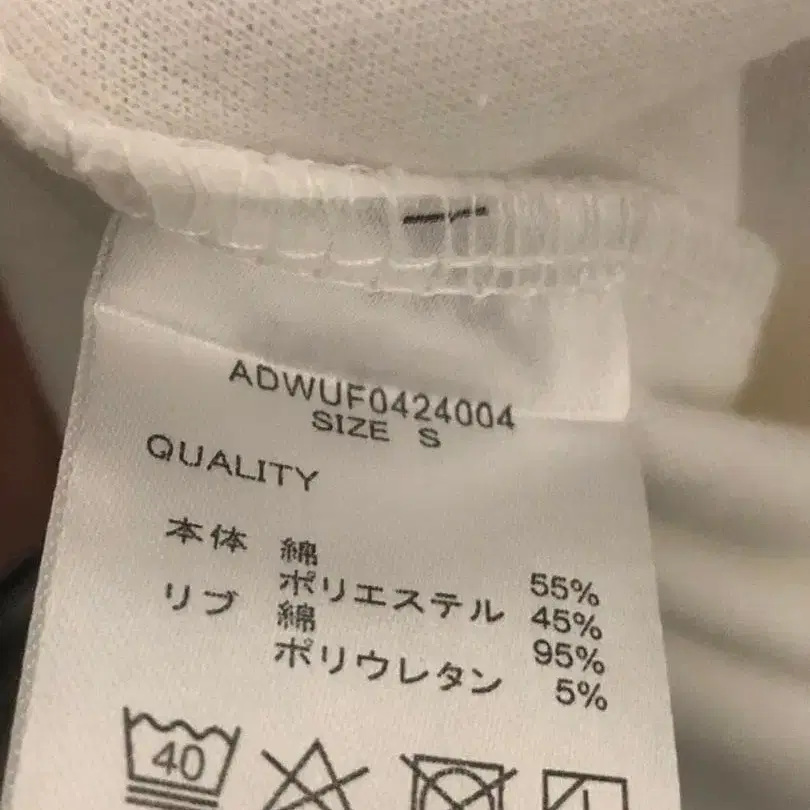 ADWUF0424004
SIZE S
QUALITY
本体 綿 55%
ポリエステル 45%
リブ 綿 95%
ポリウレタン 5%
40